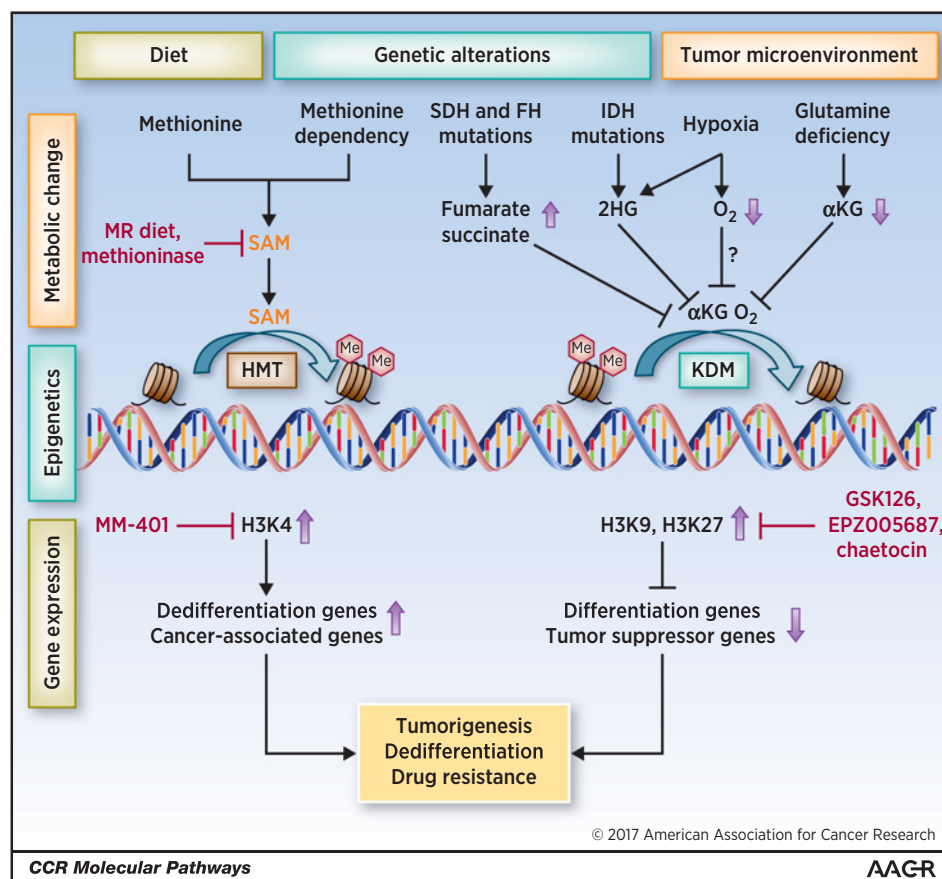 Diet
Genetic alterations
Tumor microenvironment
Metabolic change
Methionine
Methionine
dependency
SDH and FH
mutations
IDH
mutations
Hypoxia
Glutamine
deficiency
Fumarate
succinate
2HG
O2
αKG
MR diet,
methioninase
SAM
?
SAM
αKG O2
Epigenetics
HMT
Me
Me
Me
Me
KDM
Gene expression
MM-401
H3K4
H3K9, H3K27
GSK126,
EPZ005687,
chaetocin
Dedifferentiation genes
Cancer-associated genes
Differentiation genes
Tumor suppressor genes
Tumorigenesis
Dedifferentiation
Drug resistance
© 2017 American Association for Cancer Research
CCR Molecular Pathways
AACR